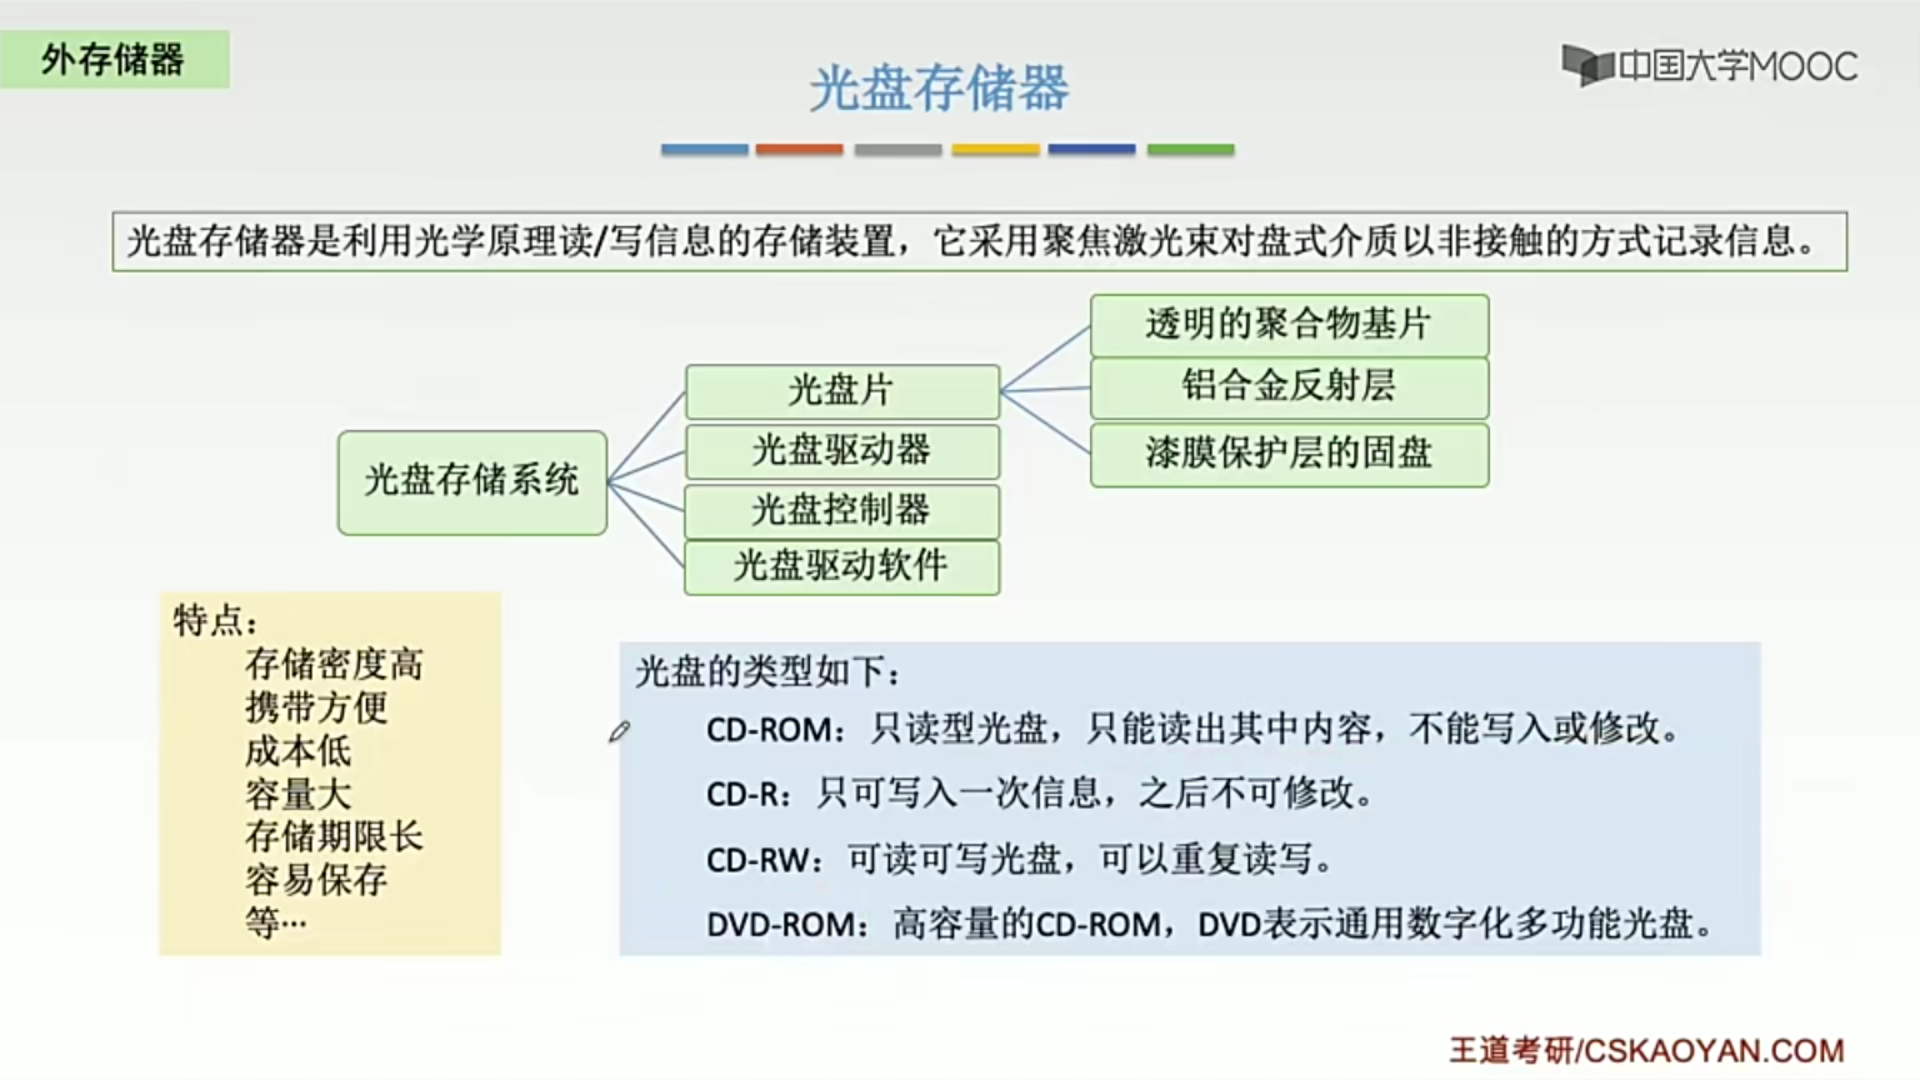 外存储器
中国大学MOOC
光盘存储器
光盘存储器是利用光学原理读/写信息的存储装置，它采用聚焦激光束对盘式介质以非接触的方式记录信息。
光盘存储系统
光盘片
光盘驱动器
光盘控制器
光盘驱动软件
透明的聚合物基片
铝合金反射层
漆膜保护层的固盘
特点：
存储密度高
携带方便
成本低
容量大
存储期限长
容易保存
等…
光盘的类型如下：
CD-ROM：只读型光盘，只能读出其中内容，不能写入或修改。
CD-R：只可写入一次信息，之后不可修改。
CD-RW：可读可写光盘，可以重复读写。
DVD-ROM：高容量的CD-ROM，DVD表示通用数字化多功能光盘。
王道考研/CSKAOYAN.COM